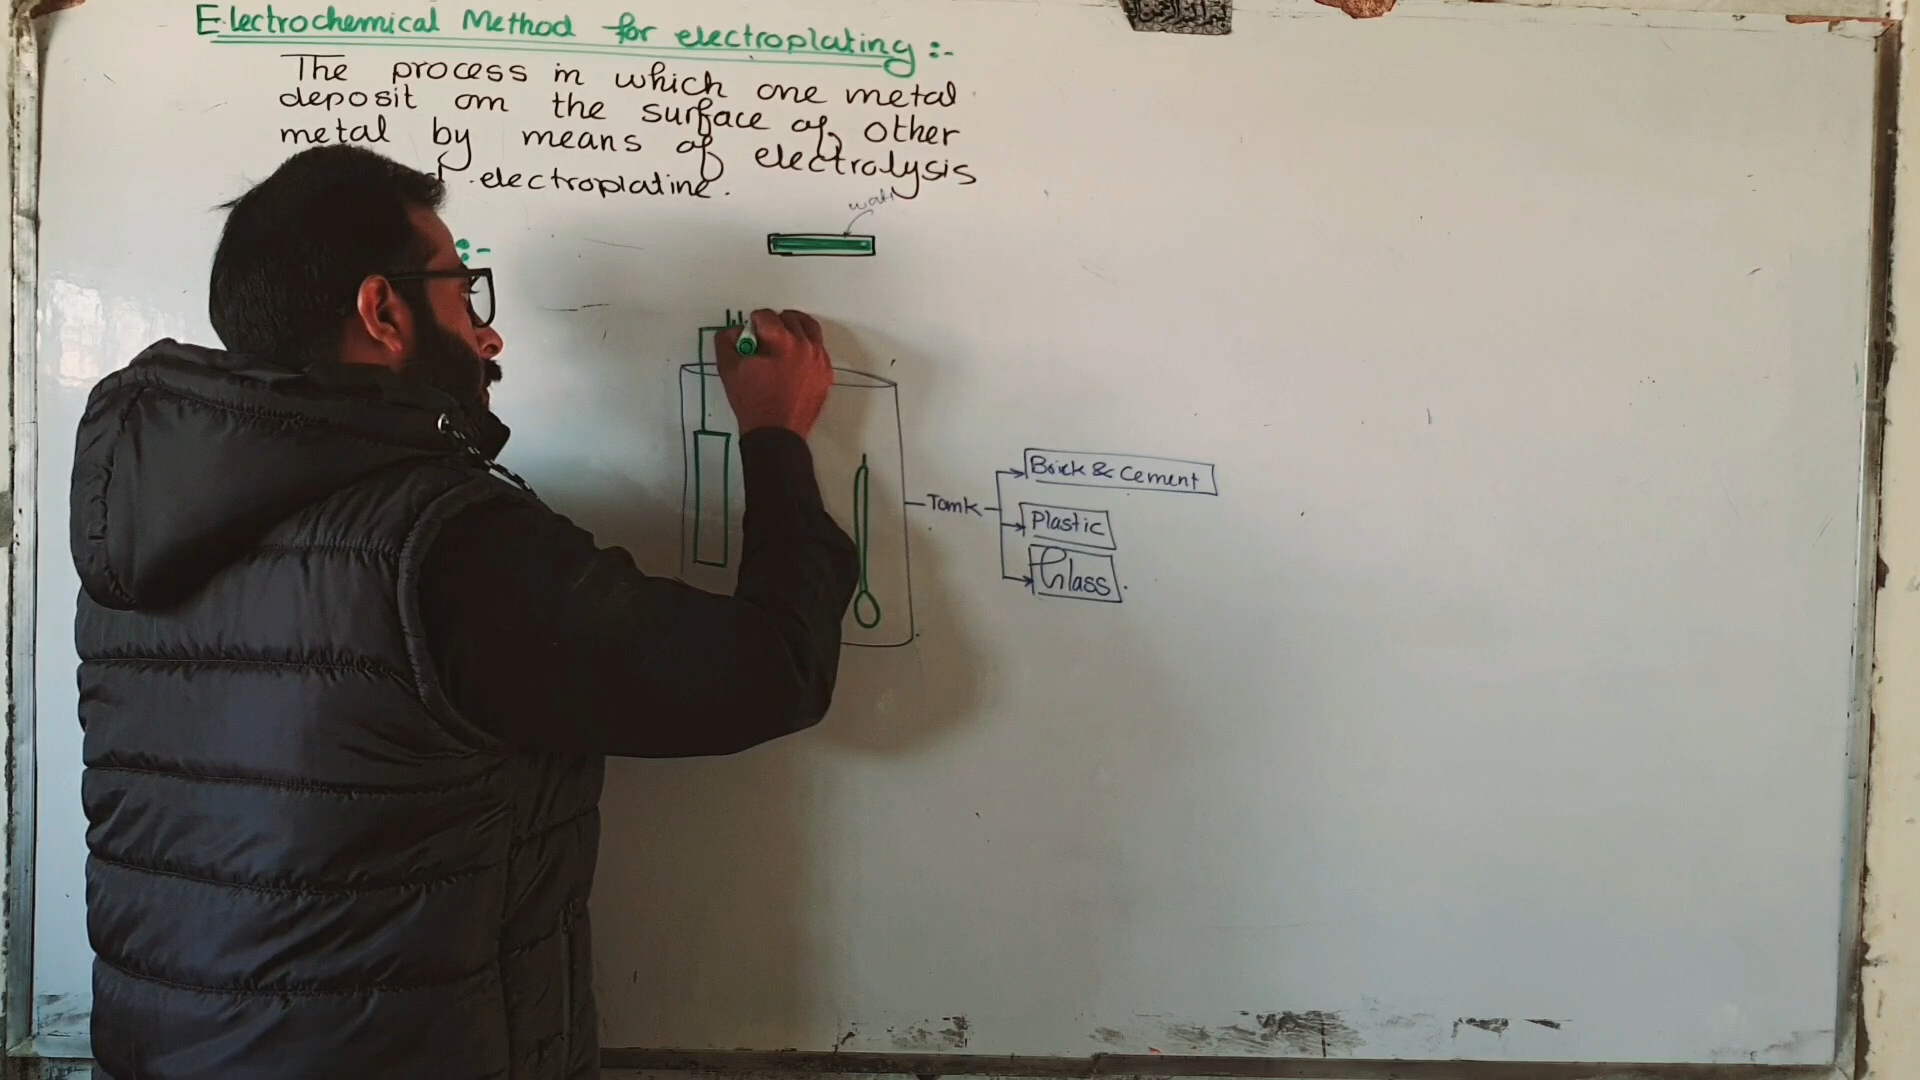 Electrochemical Method for electroplating :-
The process in which one metal
deposit on the surface of other
metal by means of electrolysis
electroplatine.
:-
Tank
Brick & Cement
Plastic
Glass.